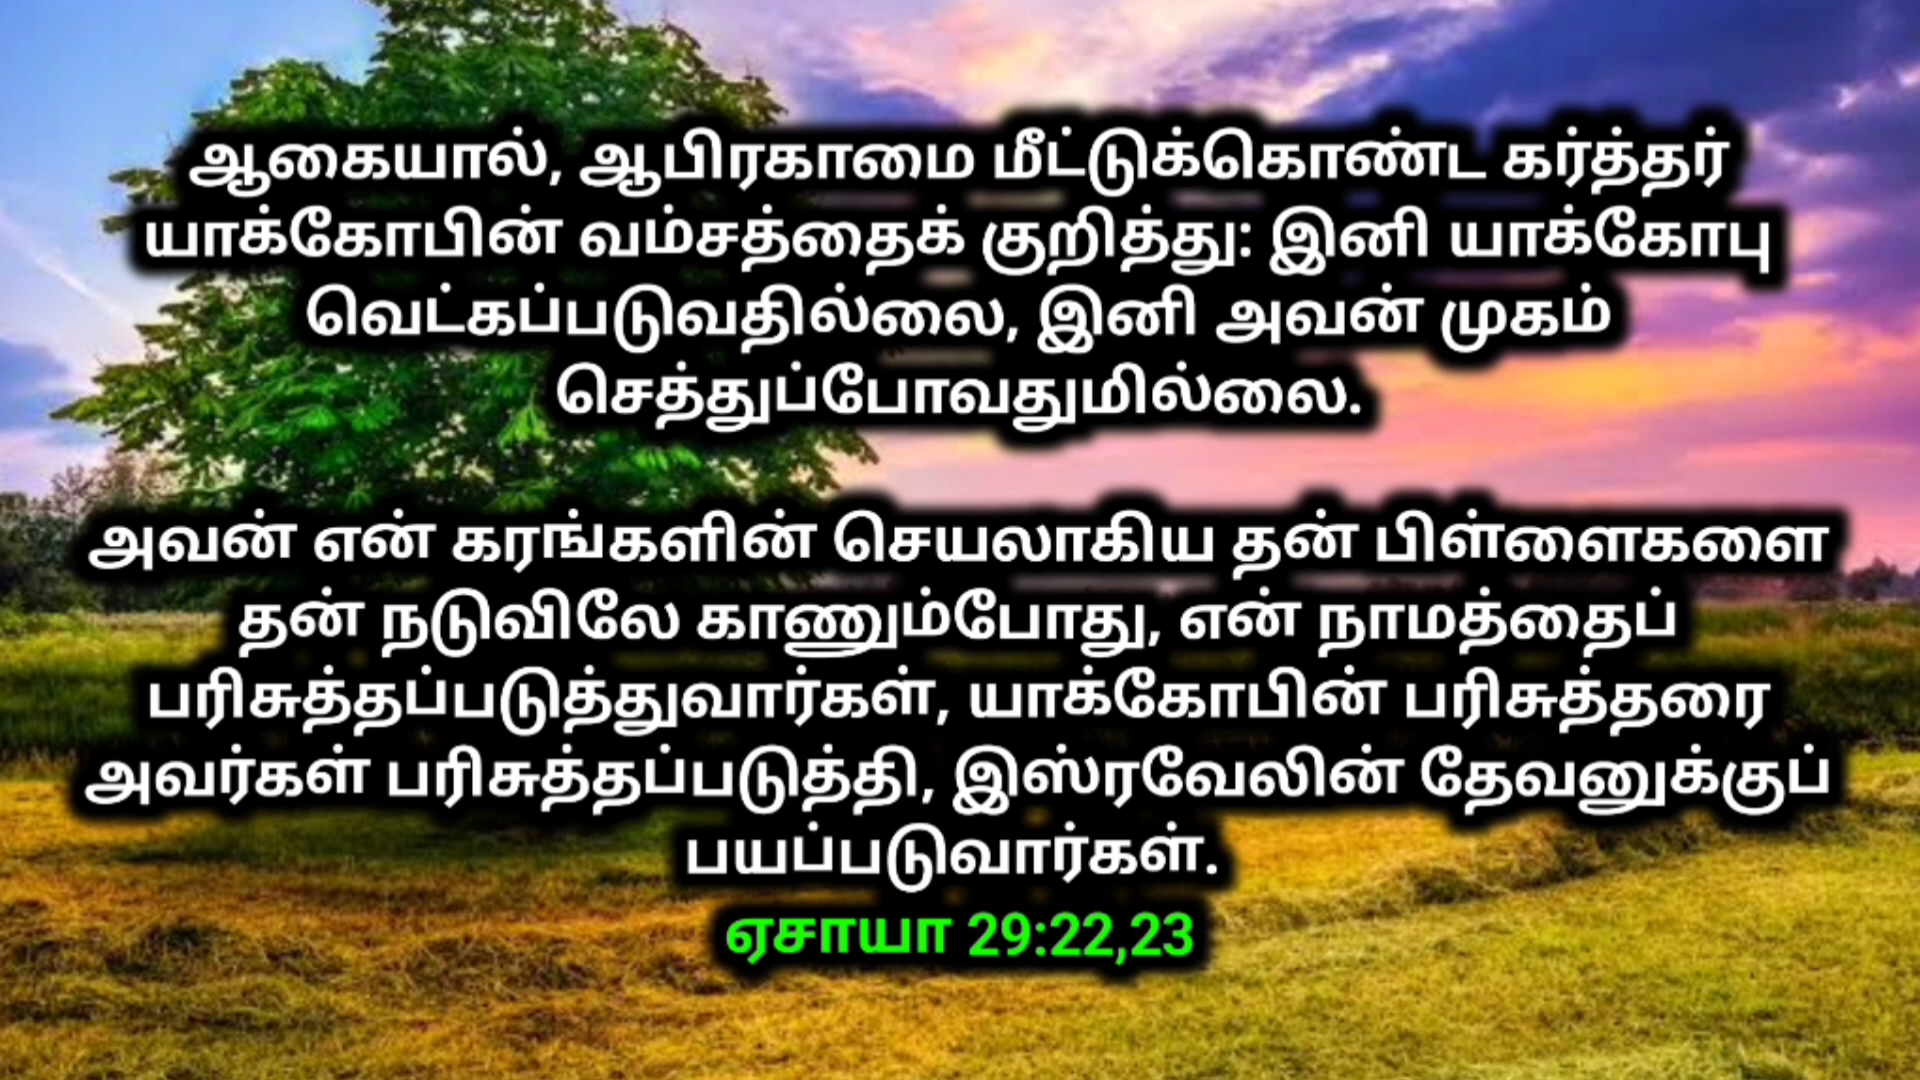 ஆகையால், ஆபிரகாமை மீட்டுக்கொண்ட கர்த்தர்
யாக்கோபின் வம்சத்தைக் குறித்து: இனி யாக்கோபு
வெட்கப்படுவதில்லை, இனி அவன் முகம்
செத்துப்போவதுமில்லை.
அவன் என் கரங்களின் செயலாகிய தன் பிள்ளைகளை
தன் நடுவிலே காணும்போது, என் நாமத்தைப்
பரிசுத்தப்படுத்துவார்கள், யாக்கோபின் பரிசுத்தரை
அவர்கள் பரிசுத்தப்படுத்தி, இஸ்ரவேலின் தேவனுக்குப்
பயப்படுவார்கள்.
ஏசாயா 29:22,23